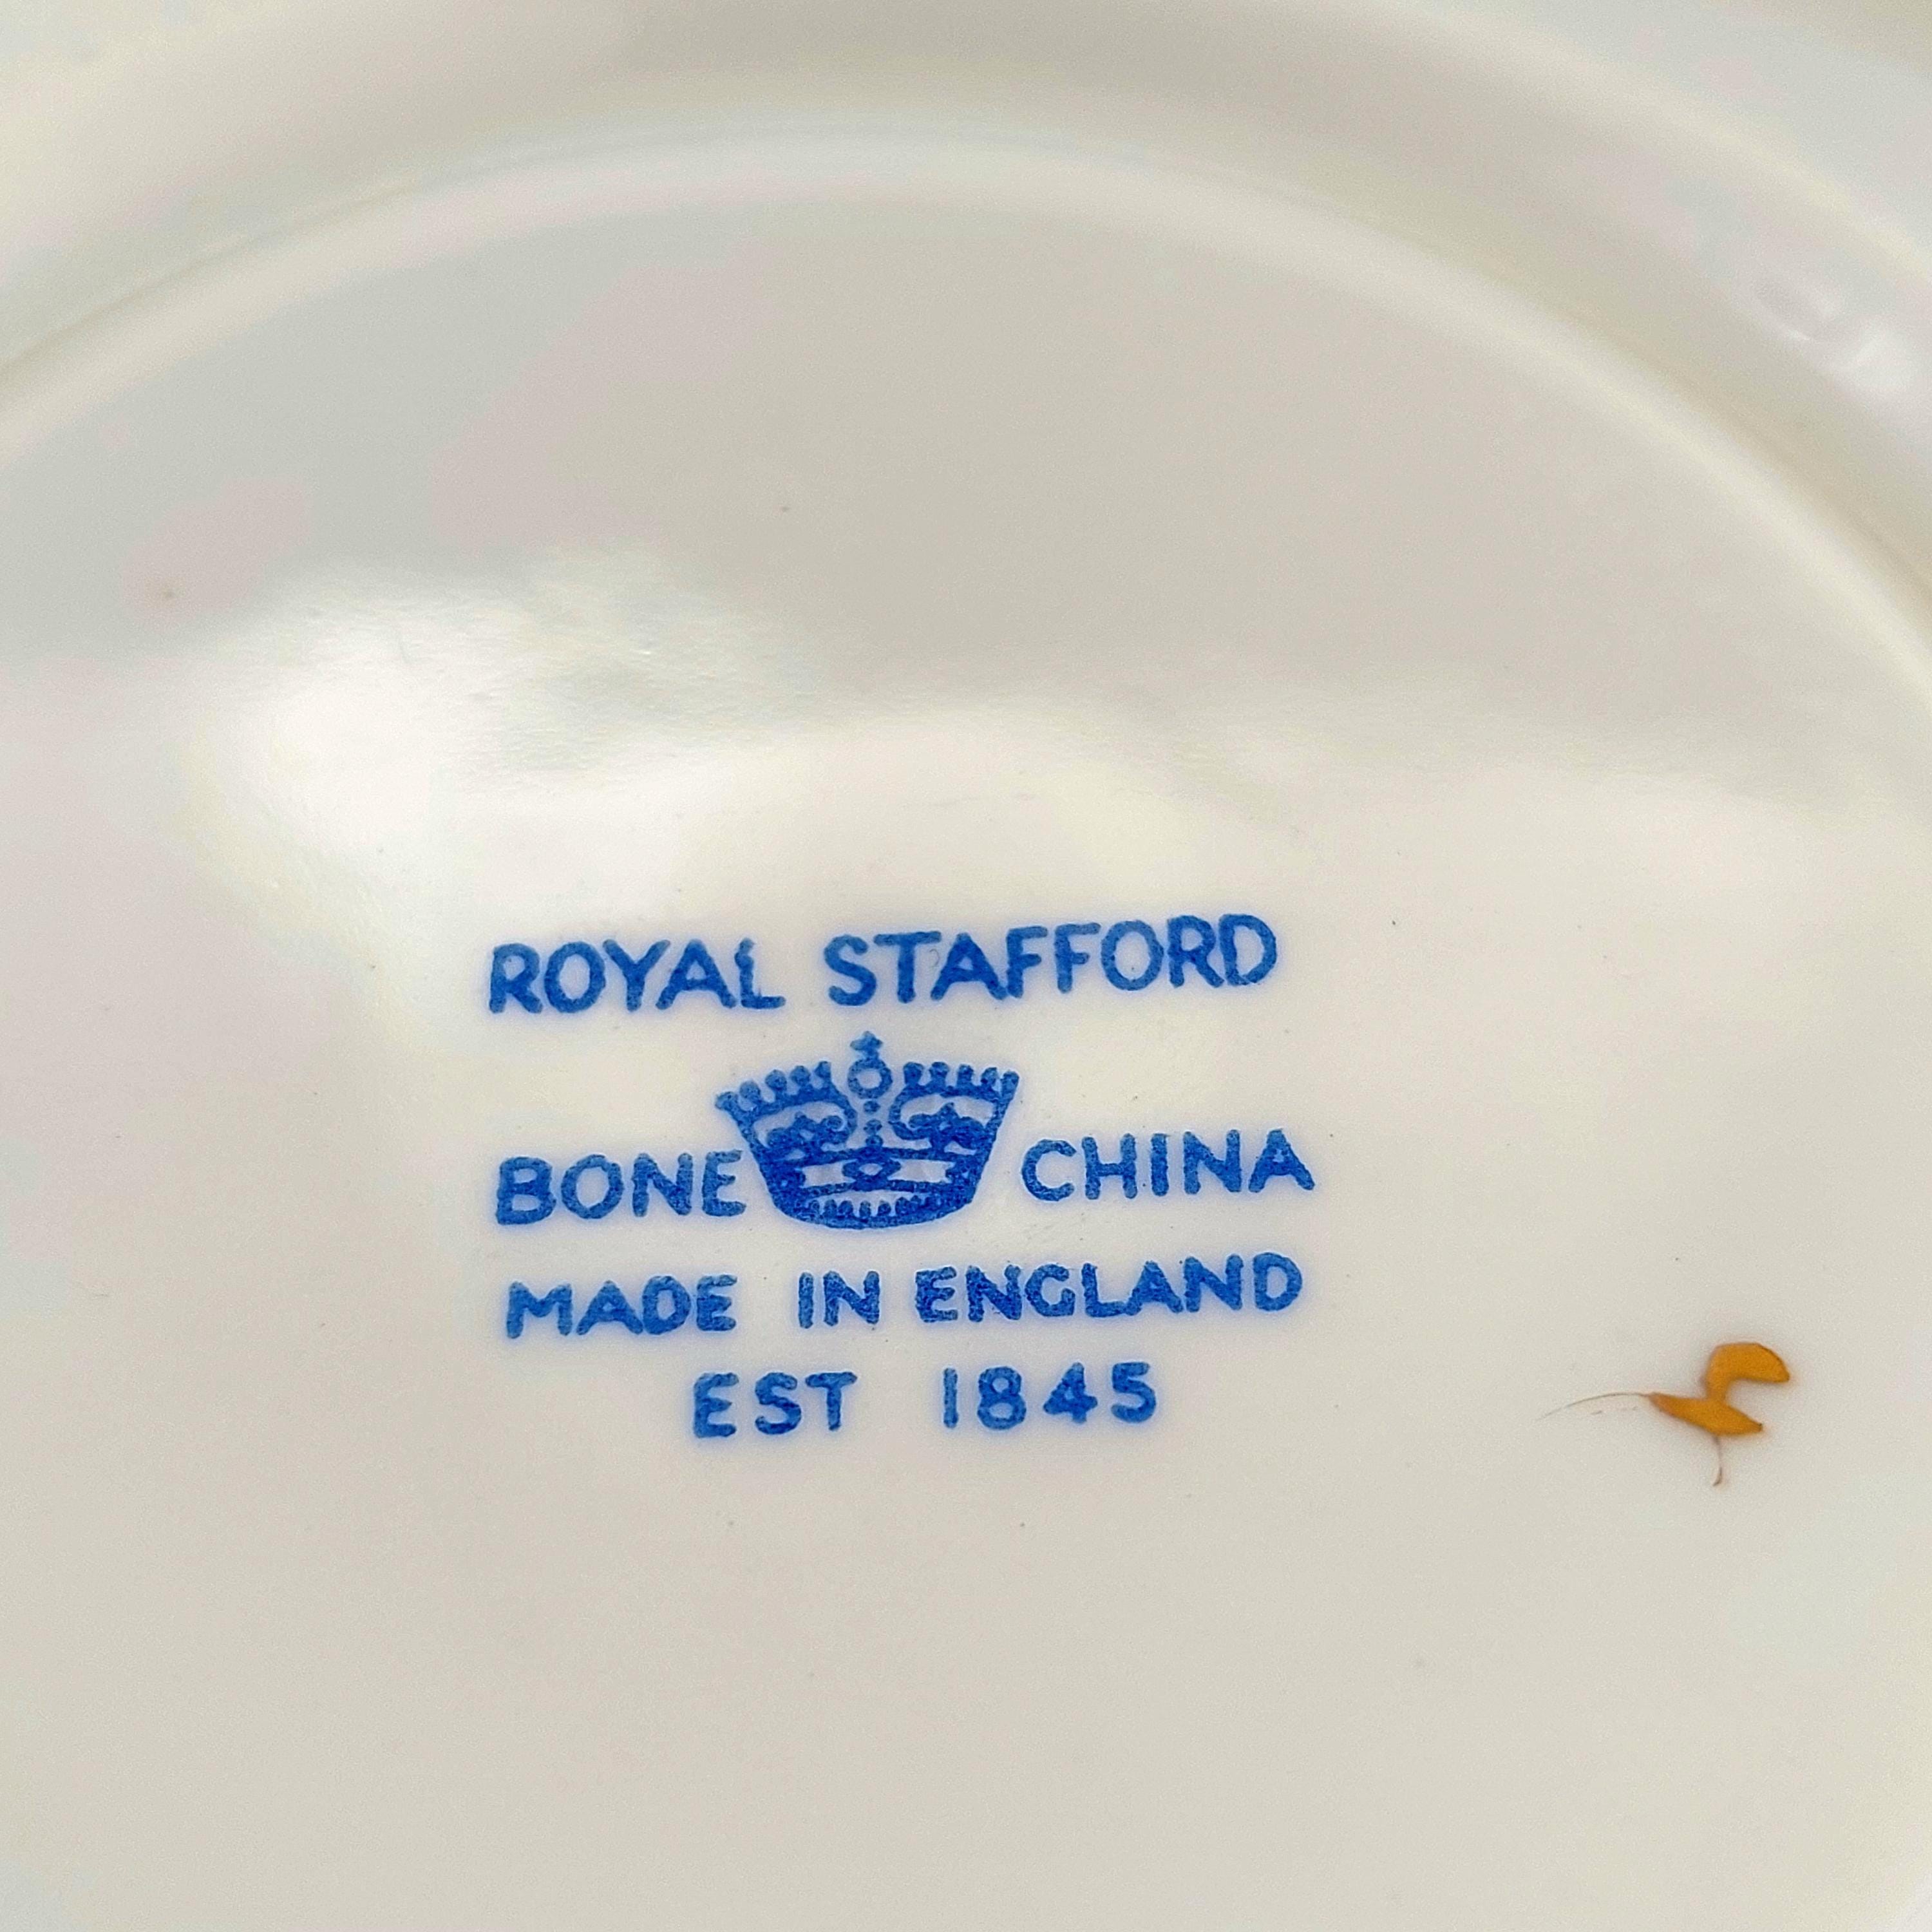 ROYAL STAFFORD
BONE CHINA
MADE IN ENGLAND
EST 1845